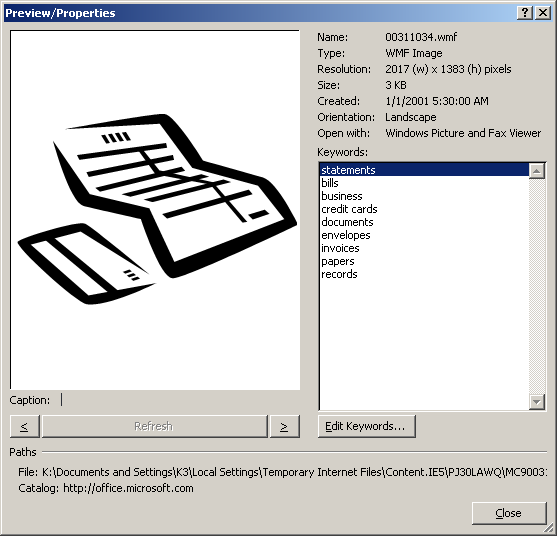 Preview/Properties
Name: 00311034.wmf
Type: WMF Image
Resolution: 2017 (w) x 1383 (h) pixels
Size: 3 KB
Created: 1/1/2001 5:30:00 AM
Orientation: Landscape
Open with: Windows Picture and Fax Viewer
Keywords:
statements
bills
business
credit cards
documents
envelopes
invoices
papers
records
Caption:
< Refresh > Edit Keywords...
Paths
File: K:\Documents and Settings\K3\Local Settings\Temporary Internet Files\Content.IE5\PJ30LAWQ\MC90031
Catalog: http://office.microsoft.com
Close